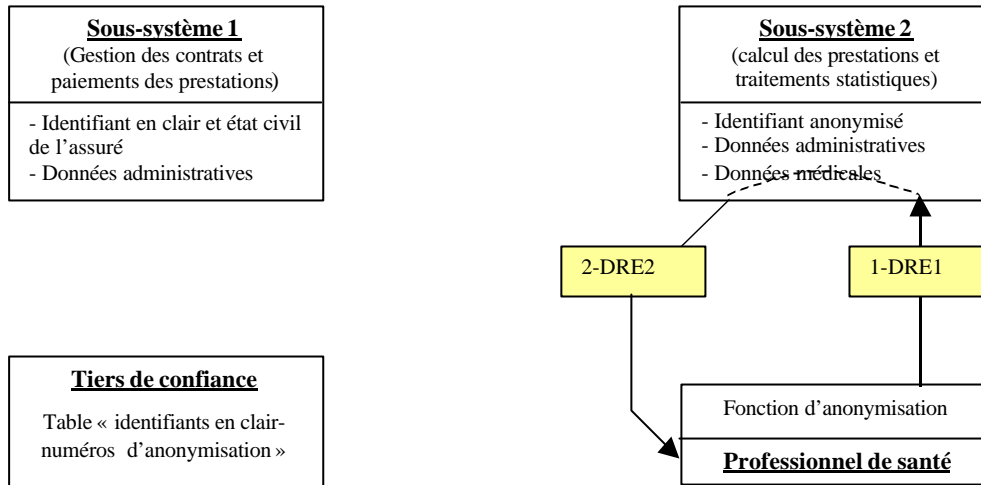 Sous-système 1
(Gestion des contrats et
paiements des prestations)
- Identifiant en clair et état civil
de l'assuré
- Données administratives
Sous-système 2
(calcul des prestations et
traitements statistiques)
- Identifiant anonymisé
- Données administratives
- Données médicales
2-DRE2
1-DRE1
Tiers de confiance
Table « identifiants en clair-
numéros d'anonymisation »
Fonction d'anonymisation
Professionnel de santé